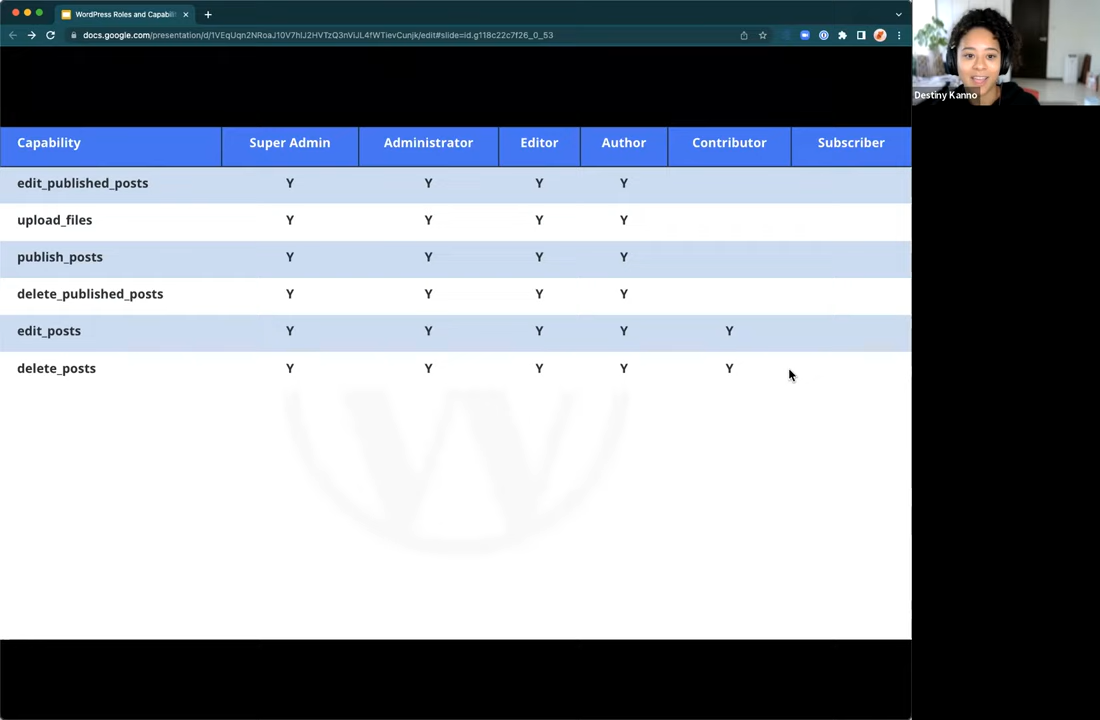 WordPress Roles and Capabili
docs.google.com/presentation/d/1VEqUqn2NRoaJ10V7hlJ2HVTzQ3nViJL4fWTievCunjk/edit#slide=id.g118c22c7f26_0_53
Destiny Kanno
Capability Super Admin Administrator Editor Author Contributor Subscriber
edit_published_posts Y Y Y Y
upload_files Y Y Y Y
publish_posts Y Y Y Y
delete_published_posts Y Y Y Y
edit_posts Y Y Y Y Y
delete_posts Y Y Y Y Y